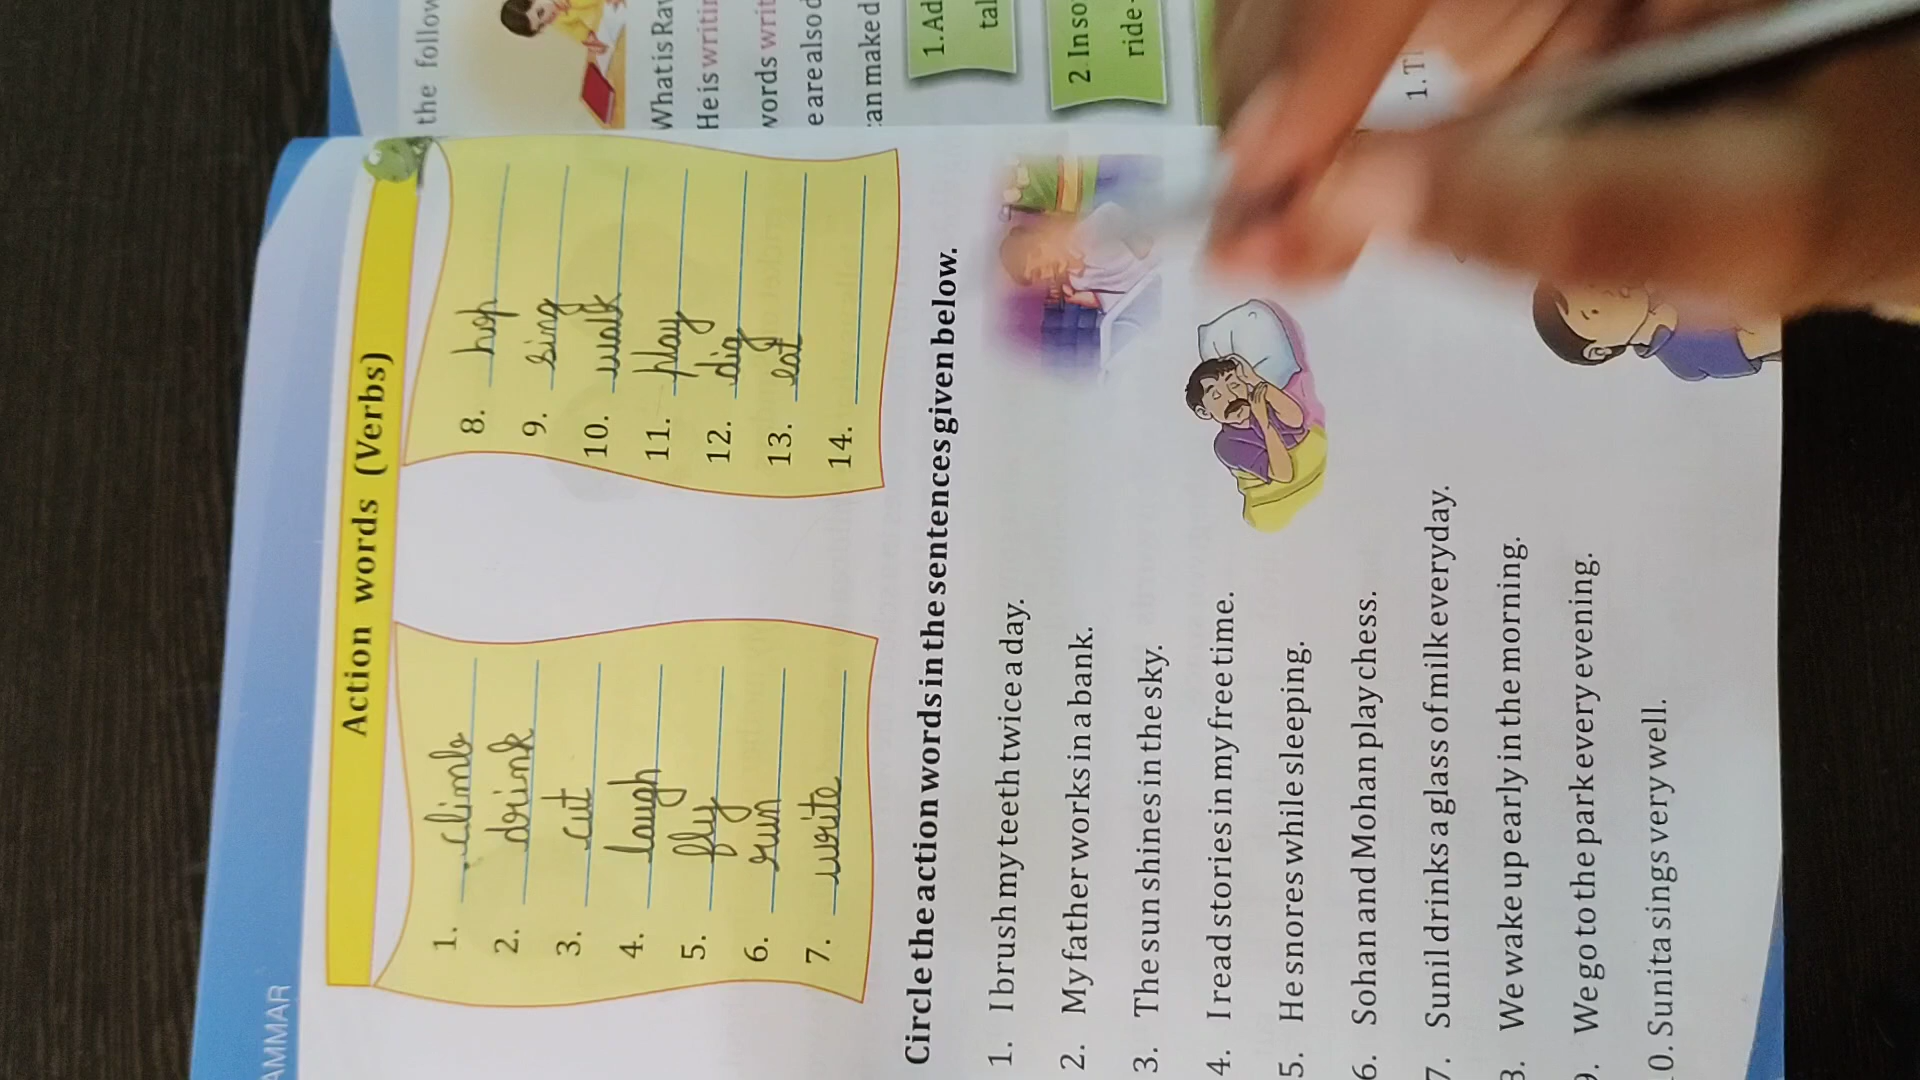 AMMAR
Action words (Verbs)
1. climb
2. drink
3. cut
4. laugh
5. fly
6. run
7. write
8. hop
9. sing
10. walk
11. play
12. dig
13. eat
14.
Circle the action words in the sentences given below.
1. I brush my teeth twice a day.
2. My father works in a bank.
3. The sun shines in the sky.
4. I read stories in my free time.
5. He snores while sleeping.
6. Sohan and Mohan play chess.
7. Sunil drinks a glass of milk everyday.
8. We wake up early in the morning.
9. We go to the park every evening.
10. Sunita sings very well.
the follow
What is Ra
He is writin
words writ
e are also d
can make d
1. Ad
tal
2. In so
ride
1. T